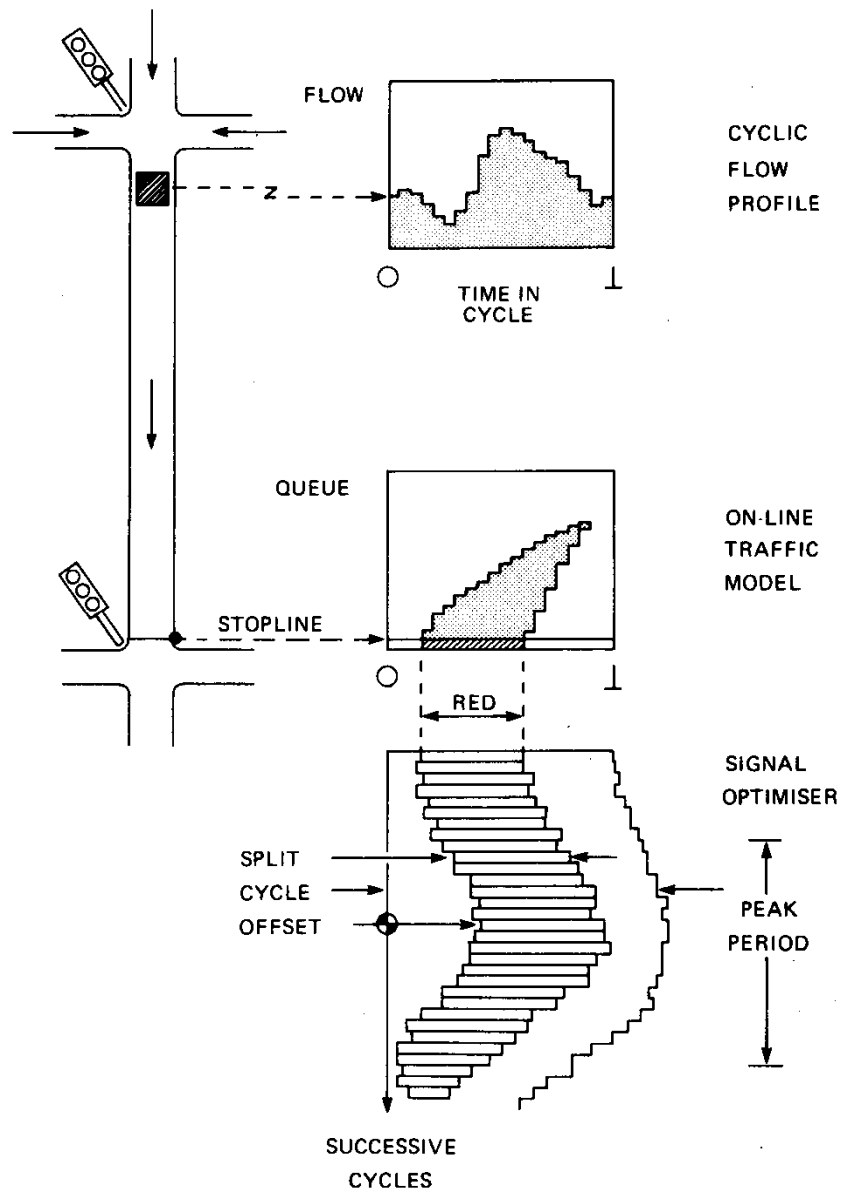 FLOW
CYCLIC
FLOW
PROFILE
TIME IN
CYCLE
QUEUE
ON-LINE
TRAFFIC
MODEL
STOPLINE
RED
SIGNAL
OPTIMISER
SPLIT
CYCLE
OFFSET
PEAK
PERIOD
SUCCESSIVE
CYCLES